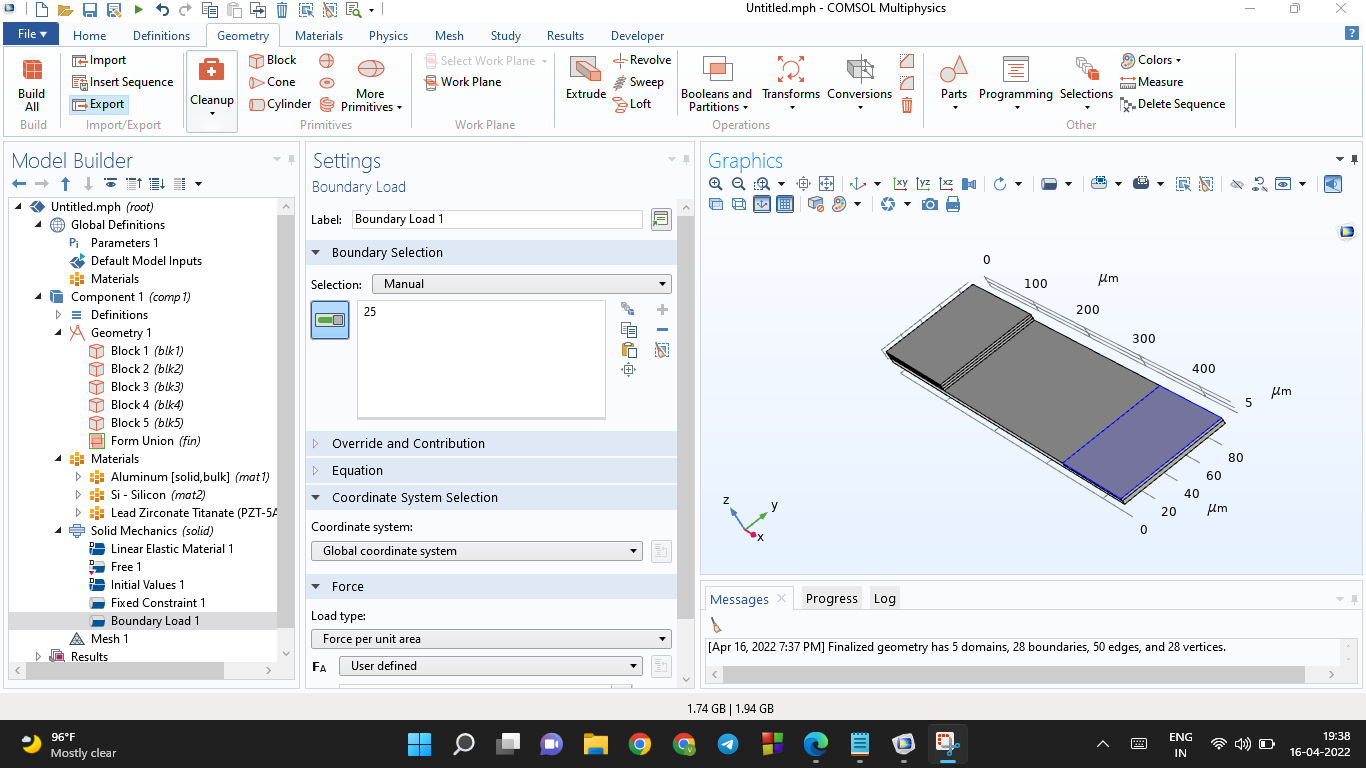 Untitled.mph - COMSOL Multiphysics
File Home Definitions Geometry Materials Physics Mesh Study Results Developer
Build All
Build
Import
Insert Sequence
Export
Import/Export
Cleanup
Block
Cone
Cylinder
More Primitives
Primitives
Select Work Plane
Work Plane
Work Plane
Extrude
Revolve
Sweep
Loft
Booleans and Partitions
Transforms
Conversions
Operations
Parts
Programming
Selections
Colors
Measure
Delete Sequence
Other
Model Builder
Untitled.mph (root)
Global Definitions
Pi Parameters 1
Default Model Inputs
Materials
Component 1 (comp1)
Definitions
Geometry 1
Block 1 (blk1)
Block 2 (blk2)
Block 3 (blk3)
Block 4 (blk4)
Block 5 (blk5)
Form Union (fin)
Materials
Aluminum [solid,bulk] (mat1)
Si - Silicon (mat2)
Lead Zirconate Titanate (PZT-5A
Solid Mechanics (solid)
Linear Elastic Material 1
Free 1
Initial Values 1
Fixed Constraint 1
Boundary Load 1
Mesh 1
Results
Settings
Boundary Load
Label: Boundary Load 1
Boundary Selection
Selection: Manual
25
Override and Contribution
Equation
Coordinate System Selection
Coordinate system:
Global coordinate system
Force
Load type:
Force per unit area
FA User defined
Graphics
xy yz xz
0
100 µm
200
300
400
5 µm
80
60
40
20 µm
0
z
y
x
Messages Progress Log
[Apr 16, 2022 7:37 PM] Finalized geometry has 5 domains, 28 boundaries, 50 edges, and 28 vertices.
1.74 GB | 1.94 GB
96°F
Mostly clear
ENG
IN
19:38
16-04-2022